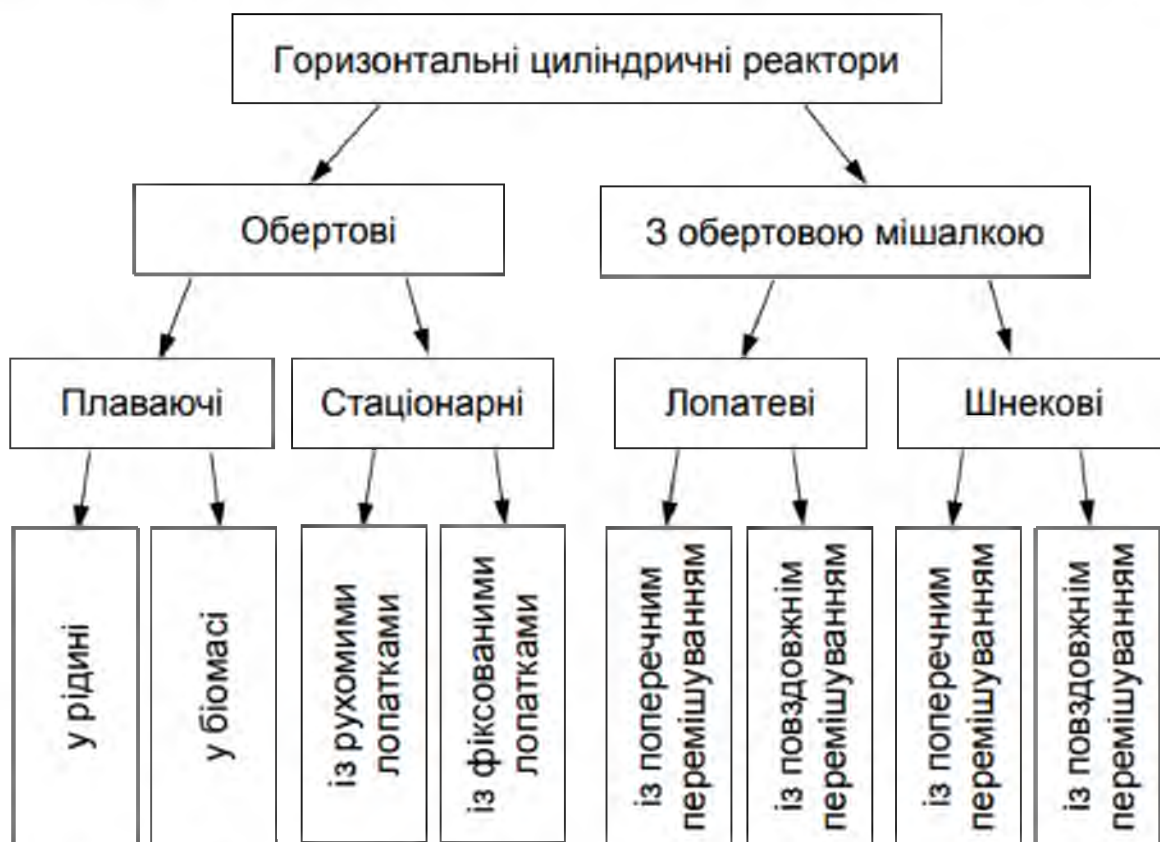 Горизонтальні циліндричні реактори
Обертові
З обертовою мішалкою
Плаваючі
Стаціонарні
Лопатеві
Шнекові
у рідині
у біомасі
із рухомими
лопатками
із фіксованими
лопатками
із поперечним
перемішуванням
із повздовжнім
перемішуванням
із поперечним
перемішуванням
із повздовжнім
перемішуванням